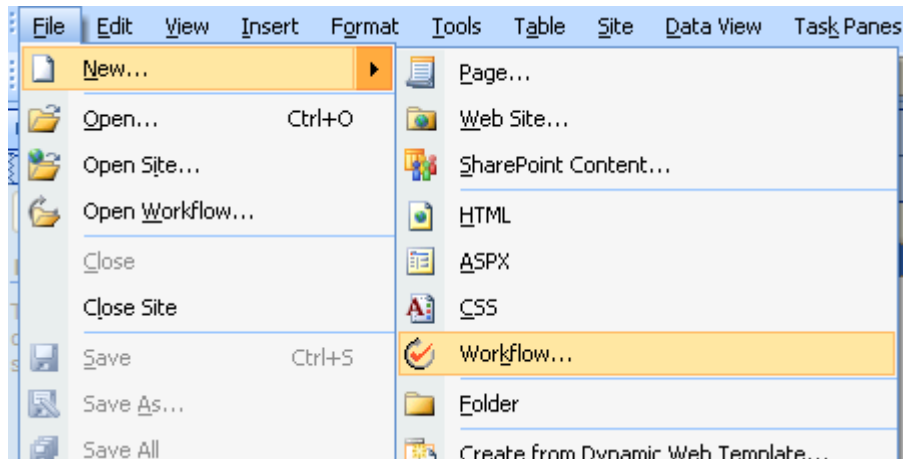 File Edit View Insert Format Tools Table Site Data View Task Panes
New...
Open... Ctrl+O
Open Site...
Open Workflow...
Close
Close Site
Save Ctrl+S
Save As...
Save All
Page...
Web Site...
SharePoint Content...
HTML
ASPX
CSS
Workflow...
Folder
Create from Dynamic Web Template...